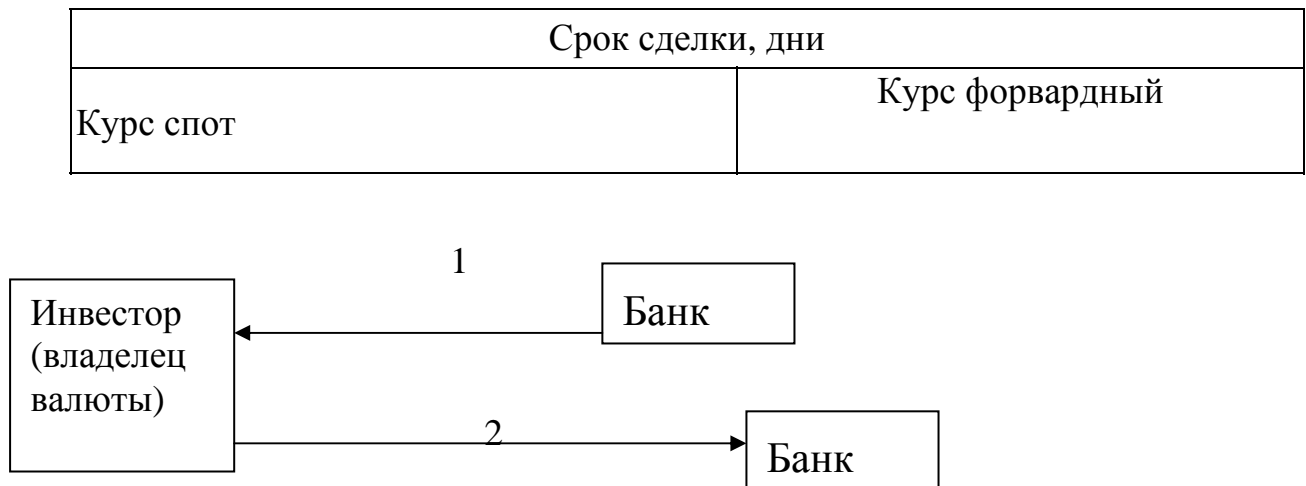 Срок сделки, дни
Курс спот
Курс форвардный
1
Банк
Инвестор
(владелец
валюты)
2
Банк